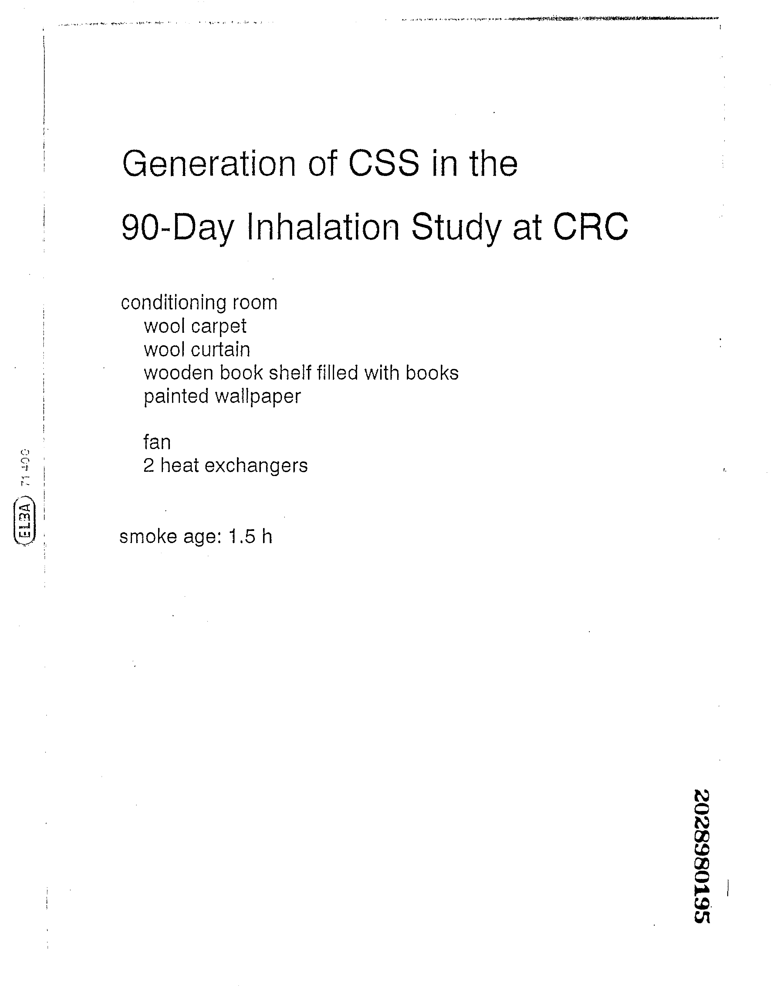 Generation of CSS in the
90-Day Inhalation Study at CRC
conditioning room
wool carpet
wool curtain
wooden book shelf filled with books
painted wallpaper
fan
2 heat exchangers
smoke age: 1.5 h
ELBA 71400
2028980195